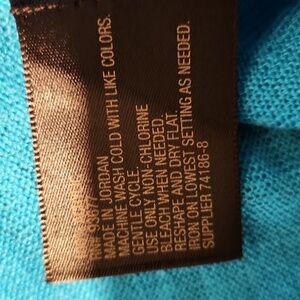 MADE IN JORDAN
MACHINE WASH COLD WITH LIKE COLORS.
GENTLE CYCLE.
USE ONLY NON-CHLORINE
BLEACH WHEN NEEDED.
RESHAPE AND DRY FLAT.
IRON ON LOWEST SETTING AS NEEDED.
SUPPLIER 74186-8